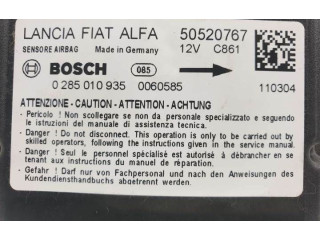 LANCIA FIAT ALFA 50520767
SENSORE AIRBAG Made in Germany 12V C861
BOSCH 085
0 285 010 935 0060585 110304
ATTENZIONE - CAUTION - ATTENTION - ACHTUNG
- Pericolo ! Non scollegare se non da personale specializzato e seguendo
le istruzioni del manuale di assistenza tecnica.
- Danger ! Do not disconnect. This operation is only to be carried out by
skilled operators, following the instructions given in the service manual.
- Danger ! Seul le personnel spécialisé est autorisé à débrancher en se
tenant aux instructions du manuel de réparation.
- Gefahr ! Darf nur von Fachpersonal und nach den Anweisungen des
Kundendiensthandbuches abgetrennt werden.